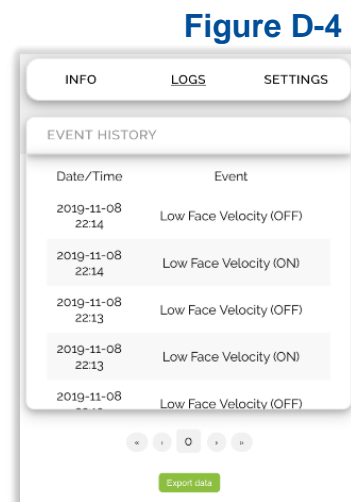 Figure D-4
INFO LOGS SETTINGS
EVENT HISTORY
Date/Time Event
2019-11-08
22:14
Low Face Velocity (OFF)
2019-11-08
22:14
Low Face Velocity (ON)
2019-11-08
22:13
Low Face Velocity (OFF)
2019-11-08
22:13
Low Face Velocity (ON)
2019-11-08
Low Face Velocity (OFF)
« ‹ 0 › »
Export data